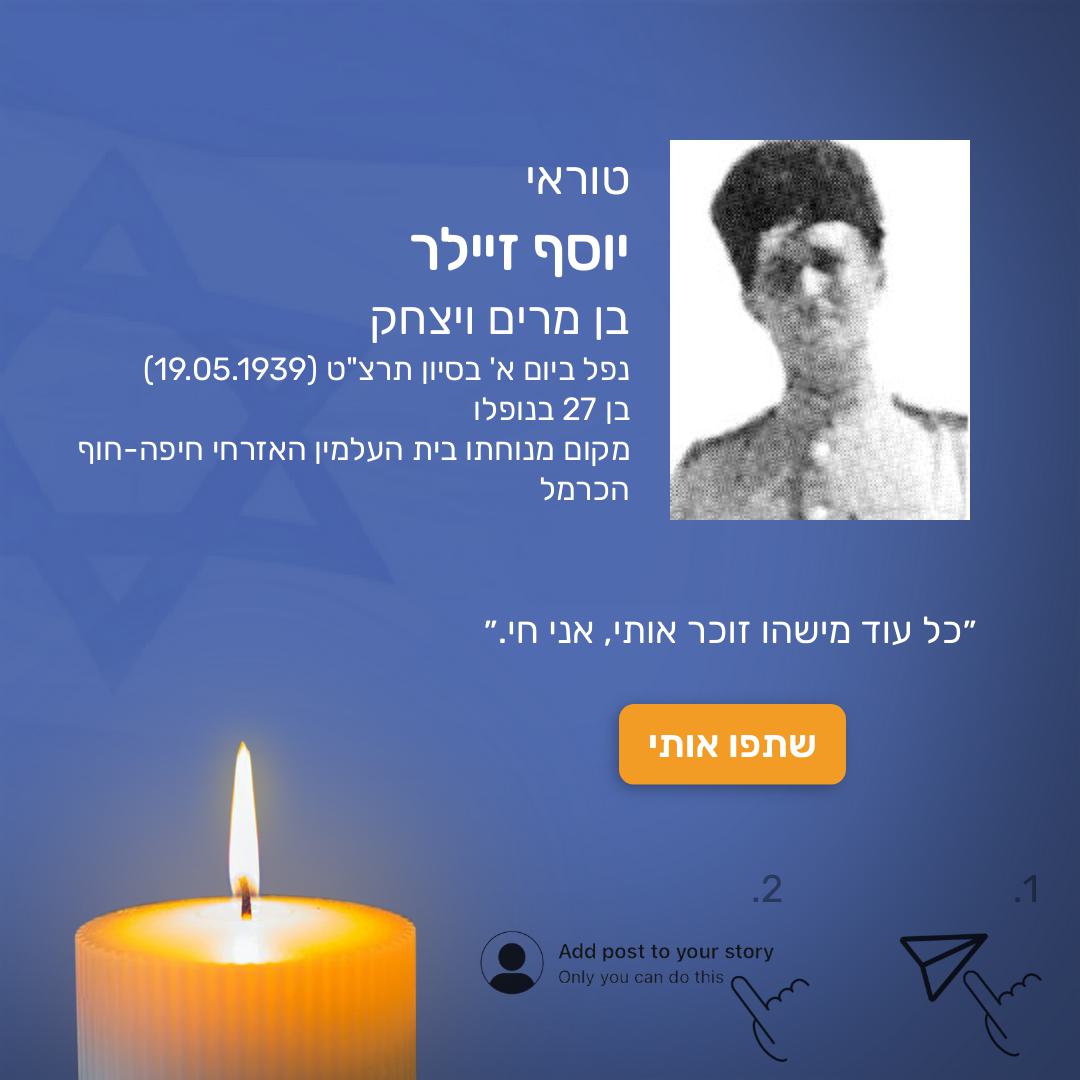 טוראי
יוסף זיילר
בן מרים ויצחק
נפל ביום א' בסיון תרצ"ט (19.05.1939)
בן 27 בנופלו
מקום מנוחתו בית העלמין האזרחי חיפה-חוף
הכרמל
״כל עוד מישהו זוכר אותי, אני חי.״
שתפו אותי
.1
.2
Add post to your story
Only you can do this